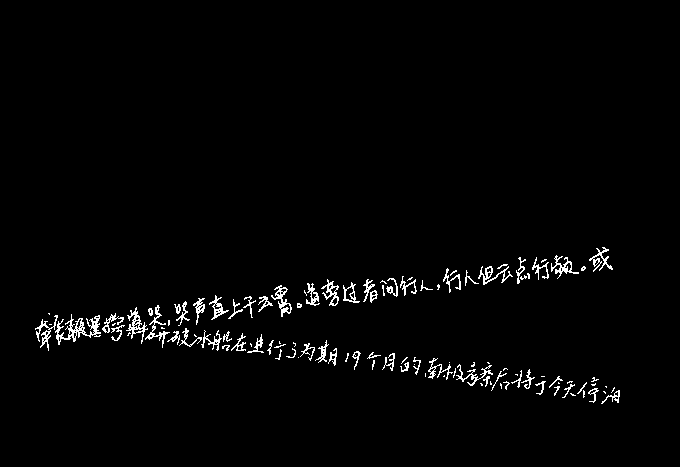 哭，哭声直上干云霄。道旁过者问行人，行人但云点行频。或
破冰船在进行了为期19个月的南极考察后将于今天停泊